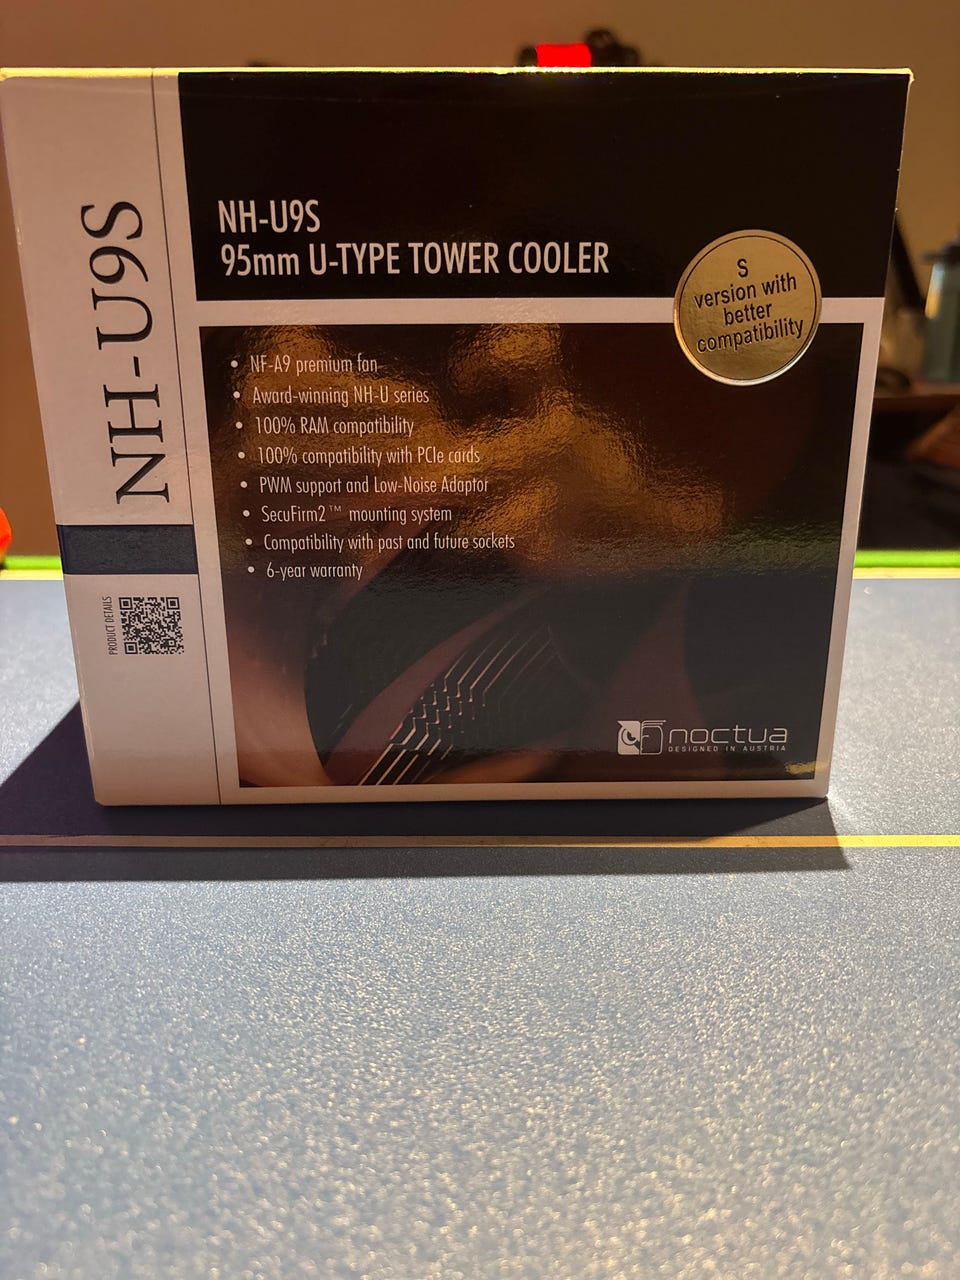 NH-U9S
PRODUCT DETAILS
NH-U9S
95mm U-TYPE TOWER COOLER
S
version with
better
compatibility
• NF-A9 premium fan
• Award-winning NH-U series
• 100% RAM compatibility
• 100% compatibility with PCIe cards
• PWM support and Low-Noise Adaptor
• SecuFirm2™ mounting system
• Compatibility with past and future sockets
• 6-year warranty
noctua
DESIGNED IN AUSTRIA